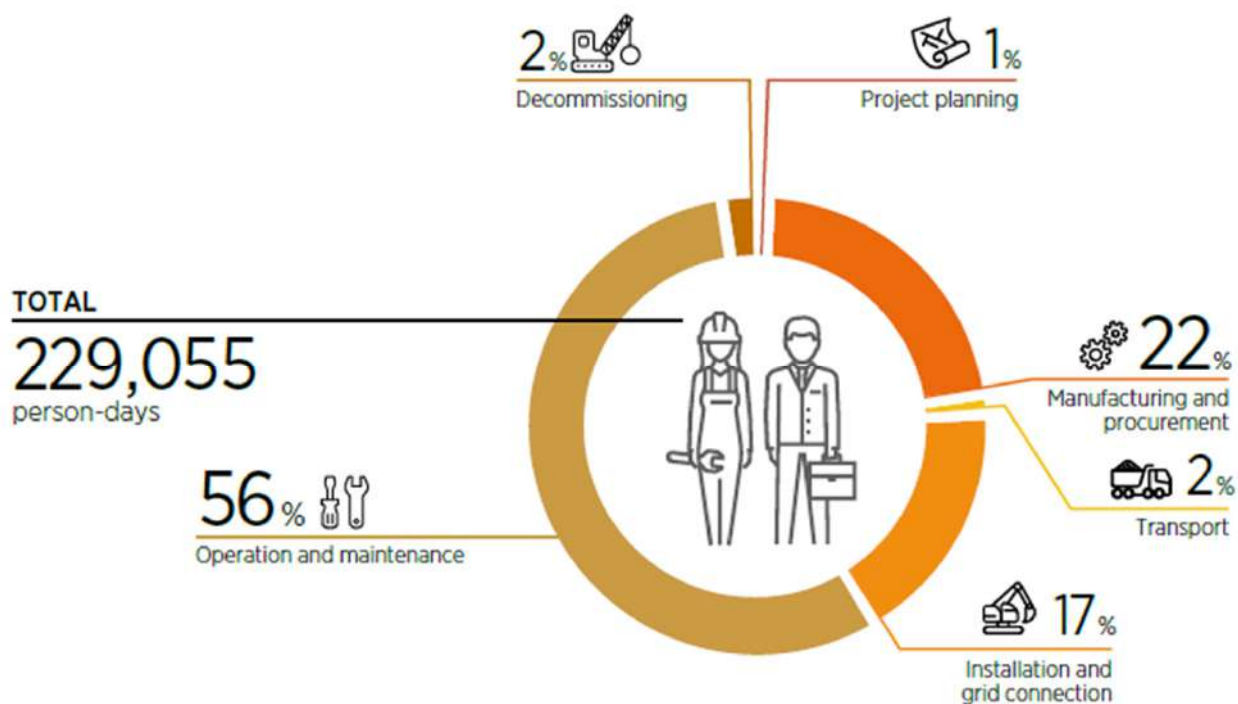 2%
Decommissioning
1%
Project planning
TOTAL
229,055
person-days
22%
Manufacturing and
procurement
2%
Transport
56%
Operation and maintenance
17%
Installation and
grid connection